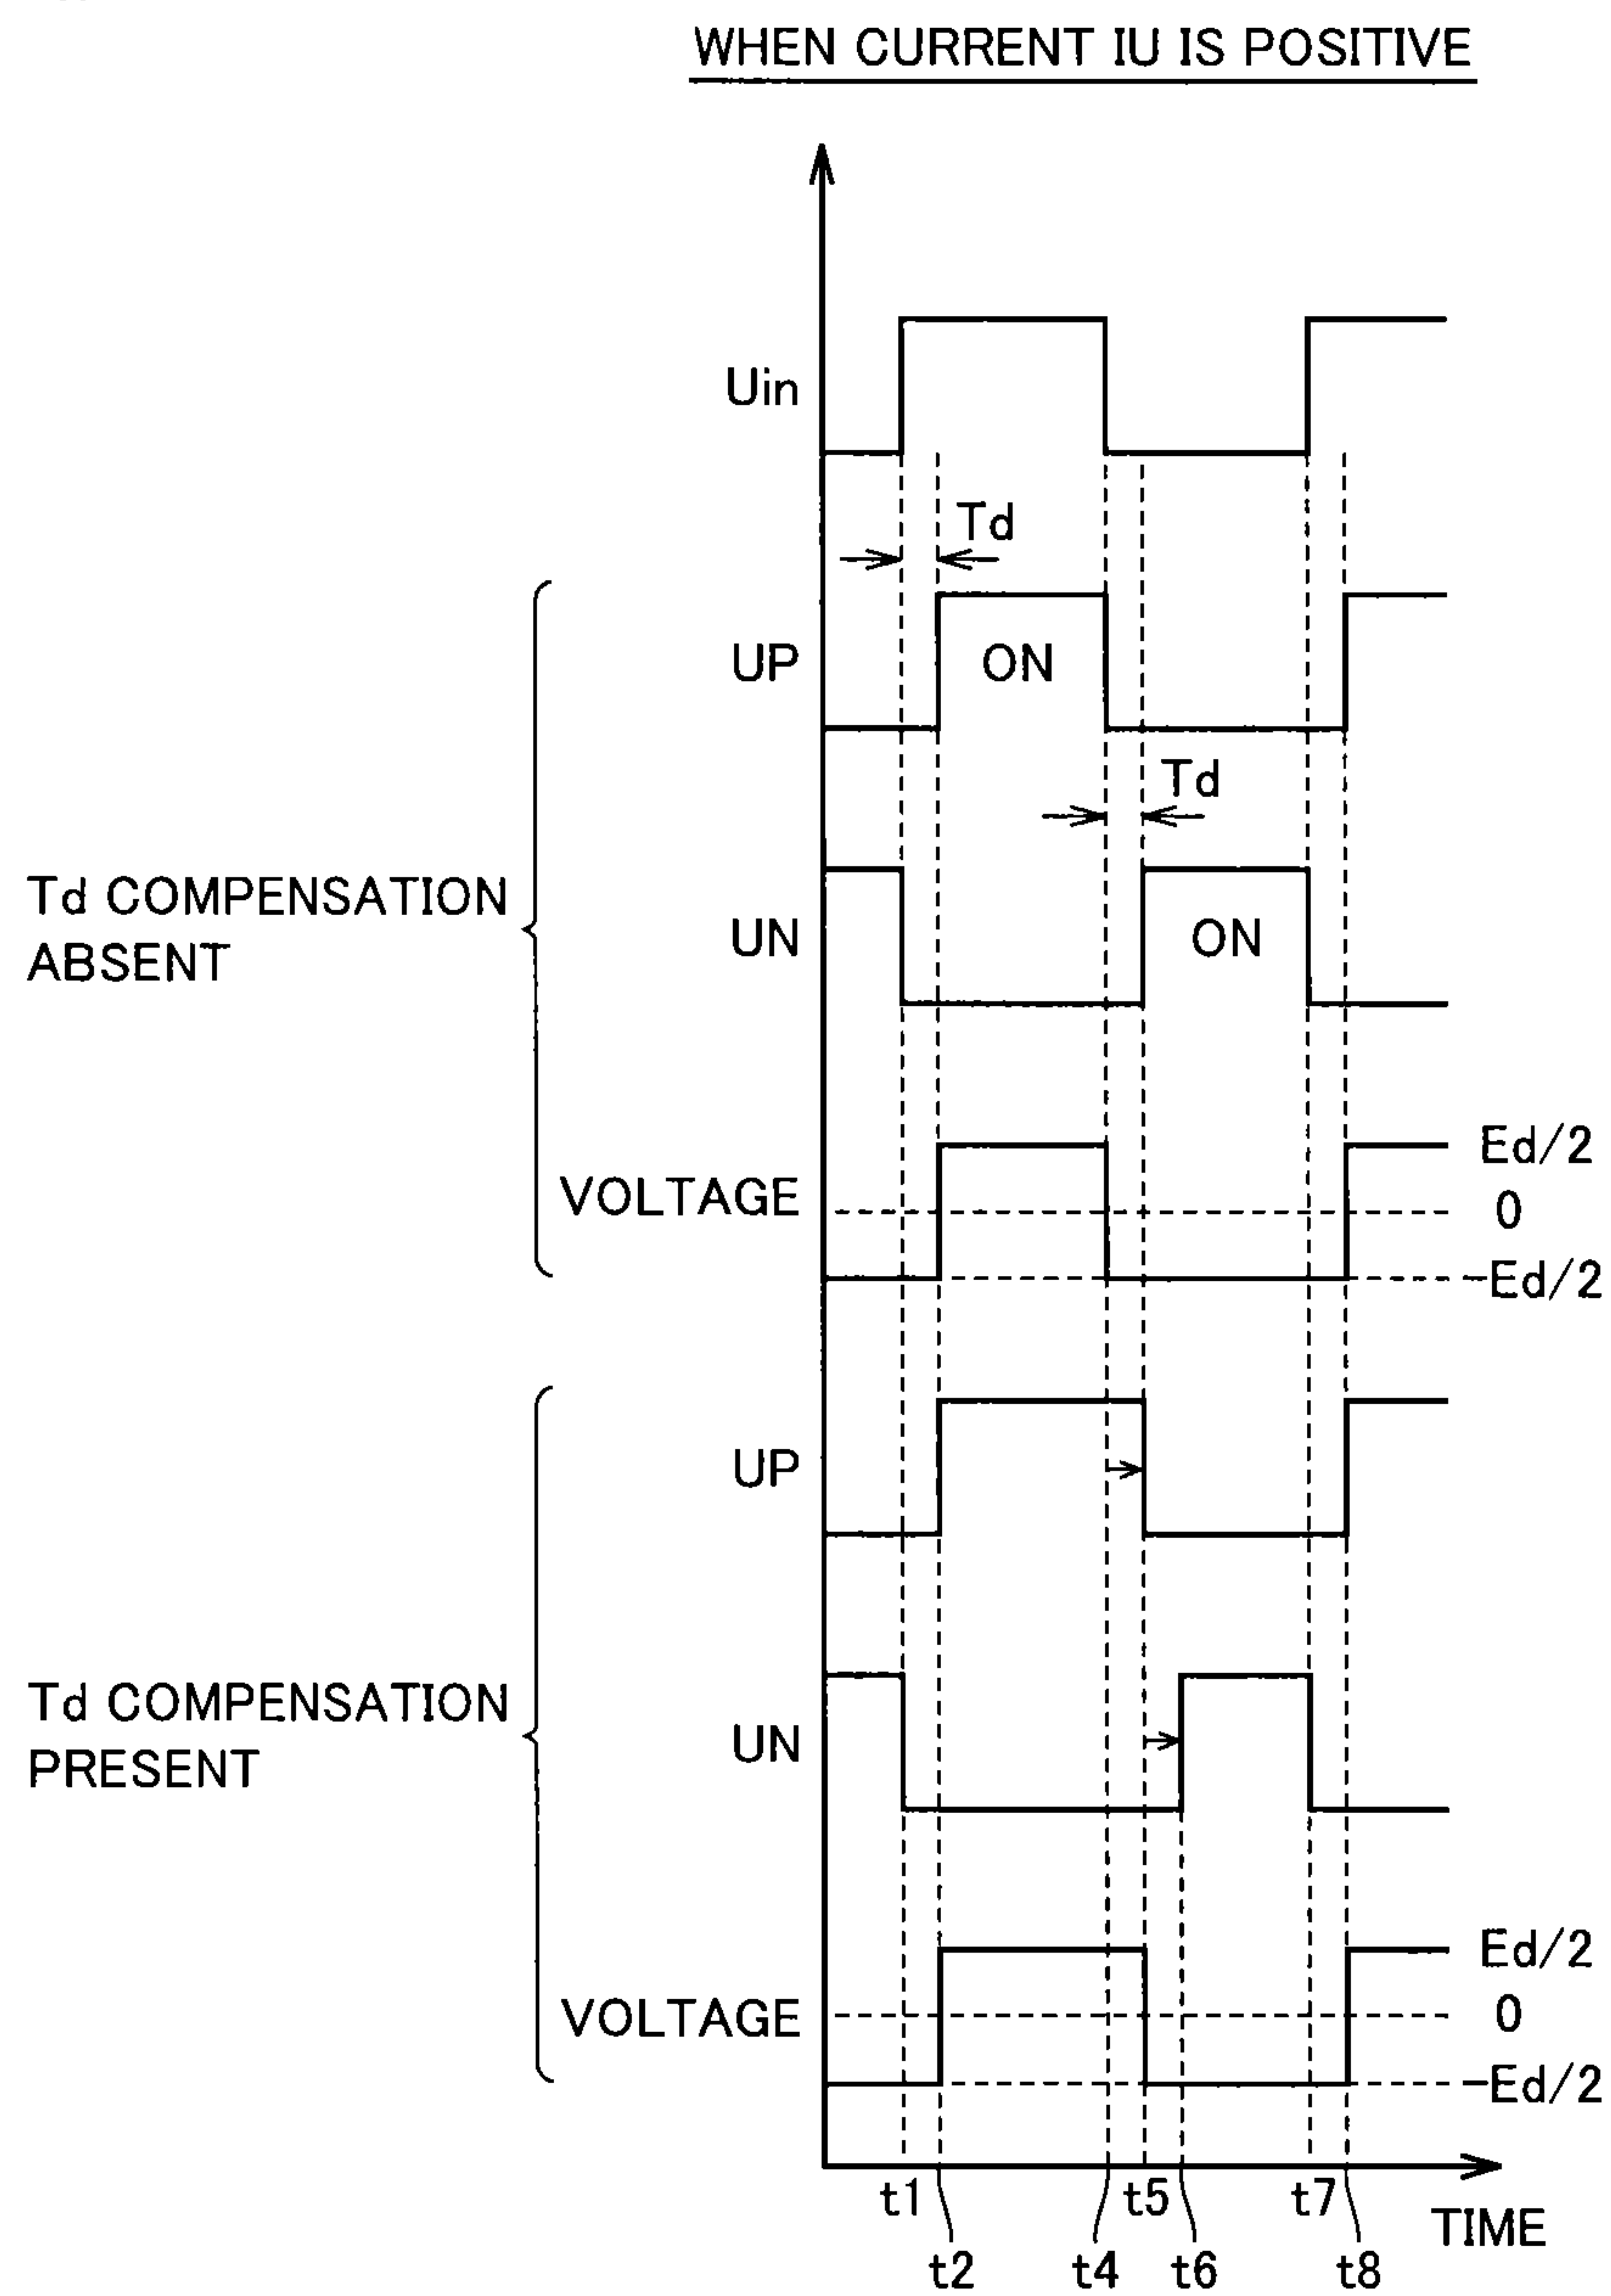 WHEN CURRENT IU IS POSITIVE
Uin
Td
UP
ON
Td
Td COMPENSATION
ABSENT
UN
ON
VOLTAGE
Ed/2
0
-Ed/2
UP
Td COMPENSATION
PRESENT
UN
VOLTAGE
Ed/2
0
-Ed/2
t1
t5
t7
TIME
t2
t4
t6
t8